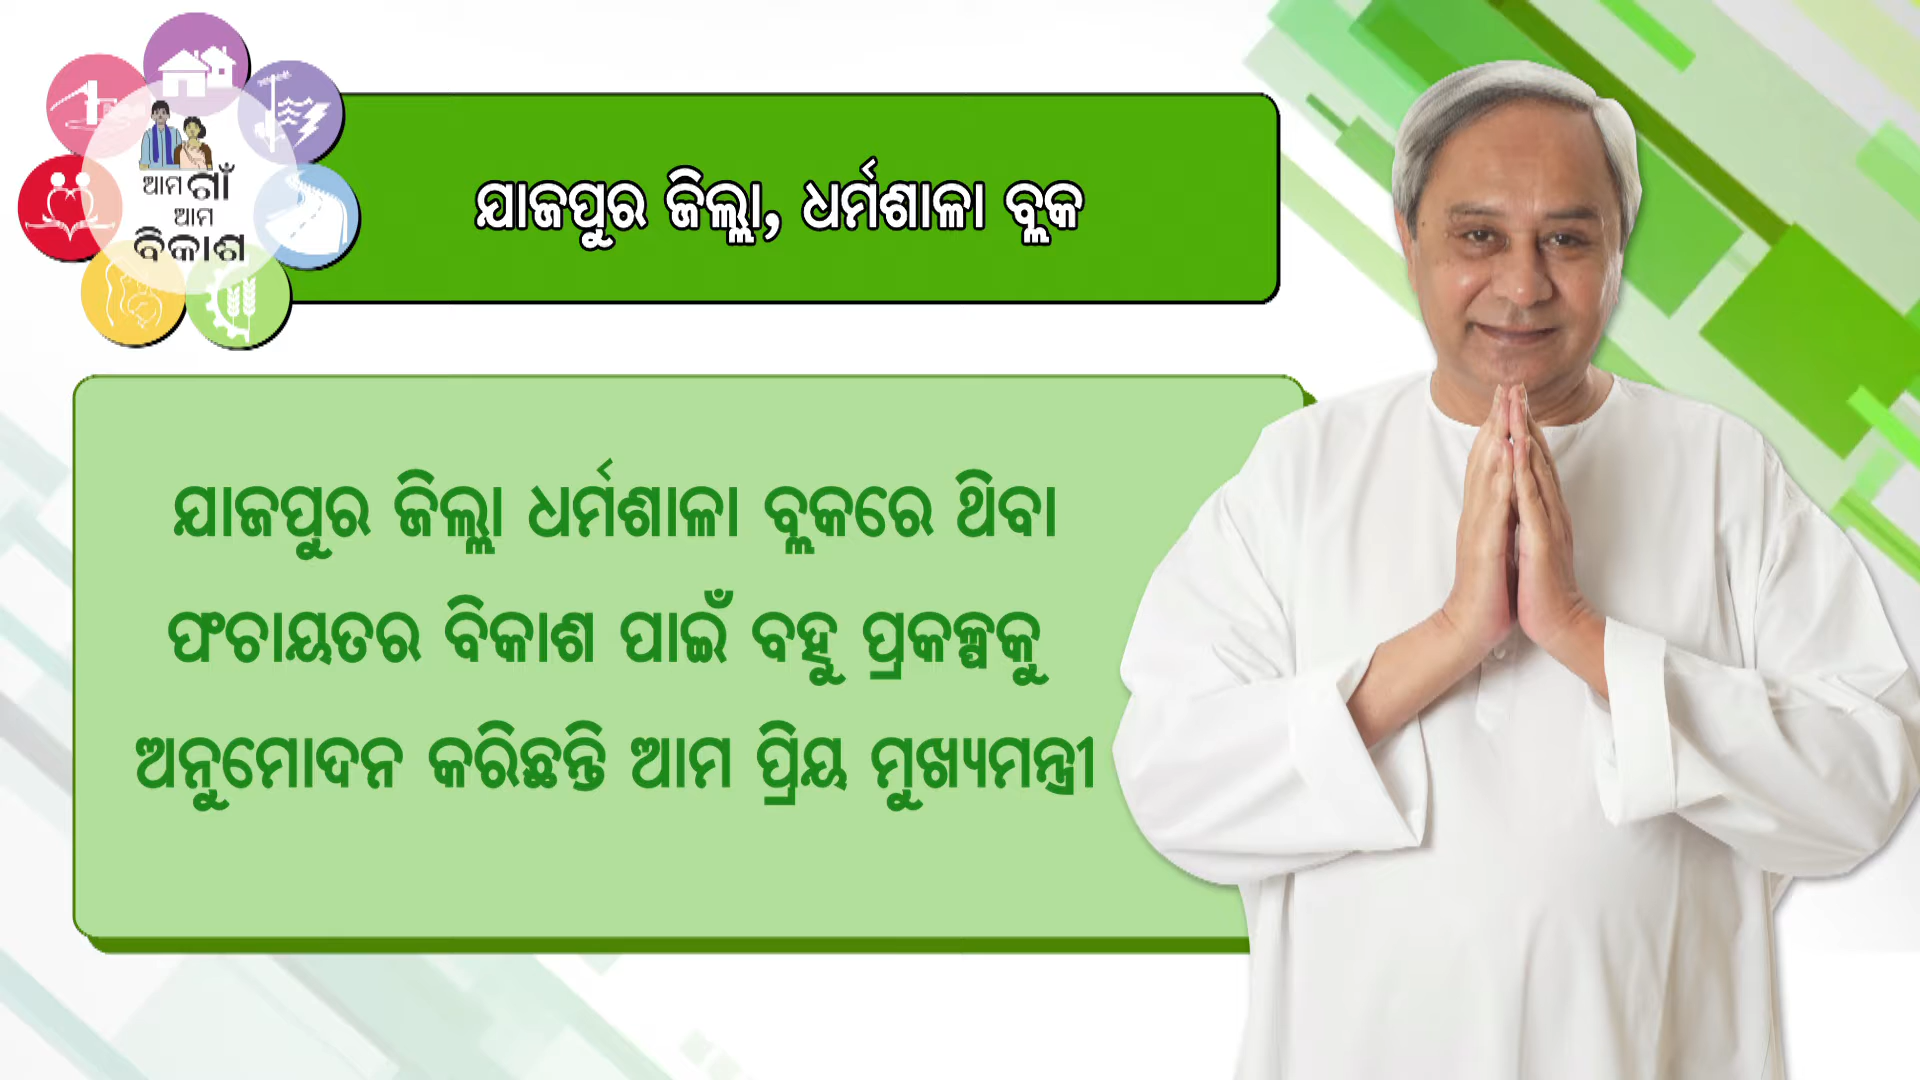 ଆମ ଗାଁ
ଆମ
ବିକାଶ
ଯାଜପୁର ଜିଲ୍ଲା, ଧର୍ମଶାଳା ବ୍ଲକ
ଯାଜପୁର ଜିଲ୍ଲା ଧର୍ମଶାଳା ବ୍ଲକରେ ଥିବା
ପଂଚାୟତର ବିକାଶ ପାଇଁ ବହୁ ପ୍ରକଳ୍ପକୁ
ଅନୁମୋଦନ କରିଛନ୍ତି ଆମ ପ୍ରିୟ ମୁଖ୍ୟମନ୍ତ୍ରୀ